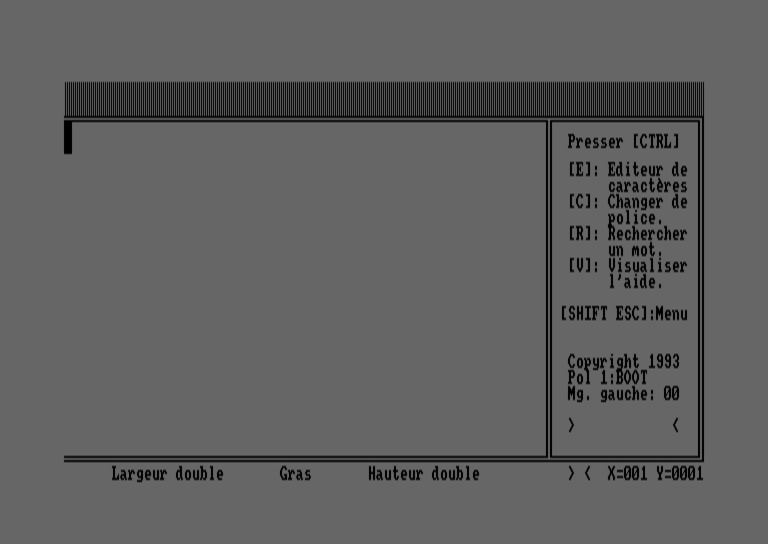 Presser [CTRL]
[E]: Editeur de
caractères
[C]: Changer de
police.
[R]: Rechercher
un mot.
[V]: Visualiser
l'aide.
[SHIFT ESC]:Menu
Copyright 1993
Pol 1:BOOT
Mg. gauche: 00
> <
Largeur double Gras Hauteur double > < X=001 Y=0001